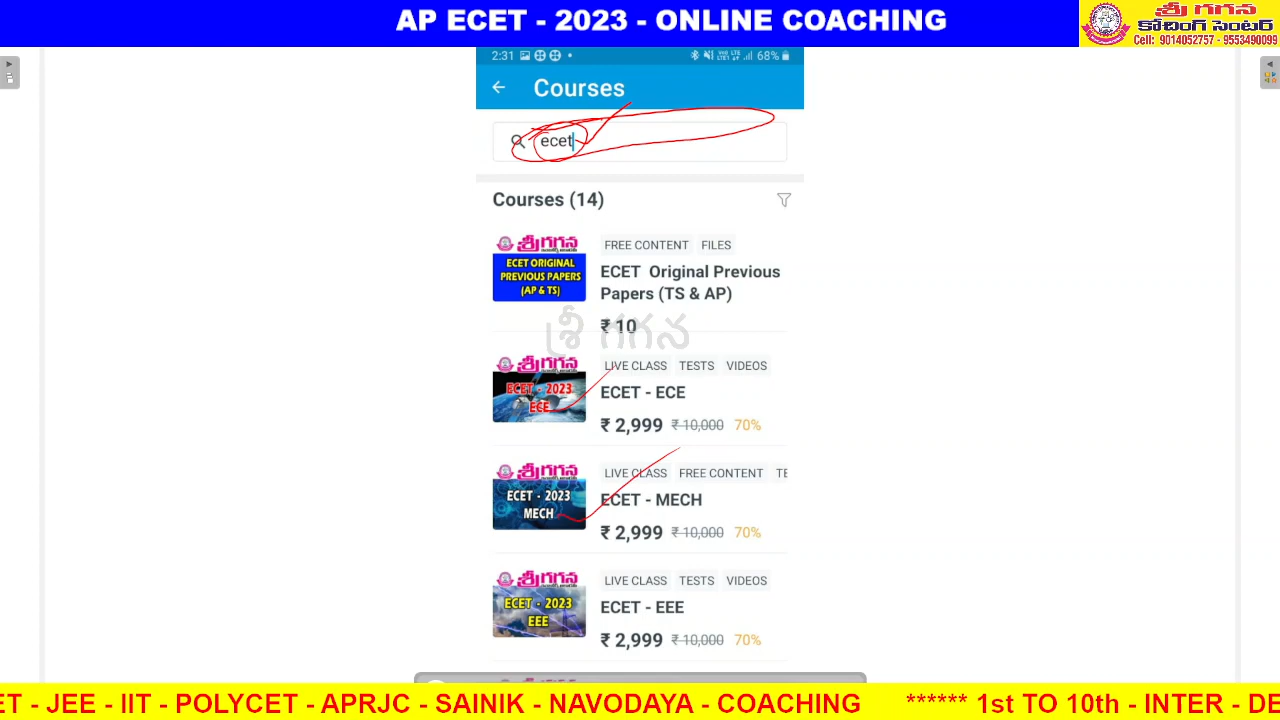 AP ECET - 2023 - ONLINE COACHING
శ్రీ గగన
కోచింగ్ సెంటర్
Cell: 9014052757 - 9553490099
2:31
68%
Courses
ecet
Courses (14)
శ్రీగగన
ECET ORIGINAL
PREVIOUS PAPERS
(AP & TS)
FREE CONTENT FILES
ECET Original Previous
Papers (TS & AP)
₹ 10
శ్రీ గగన
శ్రీగగన
ECET - 2023
ECE
LIVE CLASS TESTS VIDEOS
ECET - ECE
₹ 2,999 ₹ 10,000 70%
శ్రీగగన
ECET - 2023
MECH
LIVE CLASS FREE CONTENT TE
ECET - MECH
₹ 2,999 ₹ 10,000 70%
శ్రీగగన
ECET - 2023
EEE
LIVE CLASS TESTS VIDEOS
ECET - EEE
₹ 2,999 ₹ 10,000 70%
ET - JEE - IIT - POLYCET - APRJC - SAINIK - NAVODAYA - COACHING ****** 1st TO 10th - INTER - DE